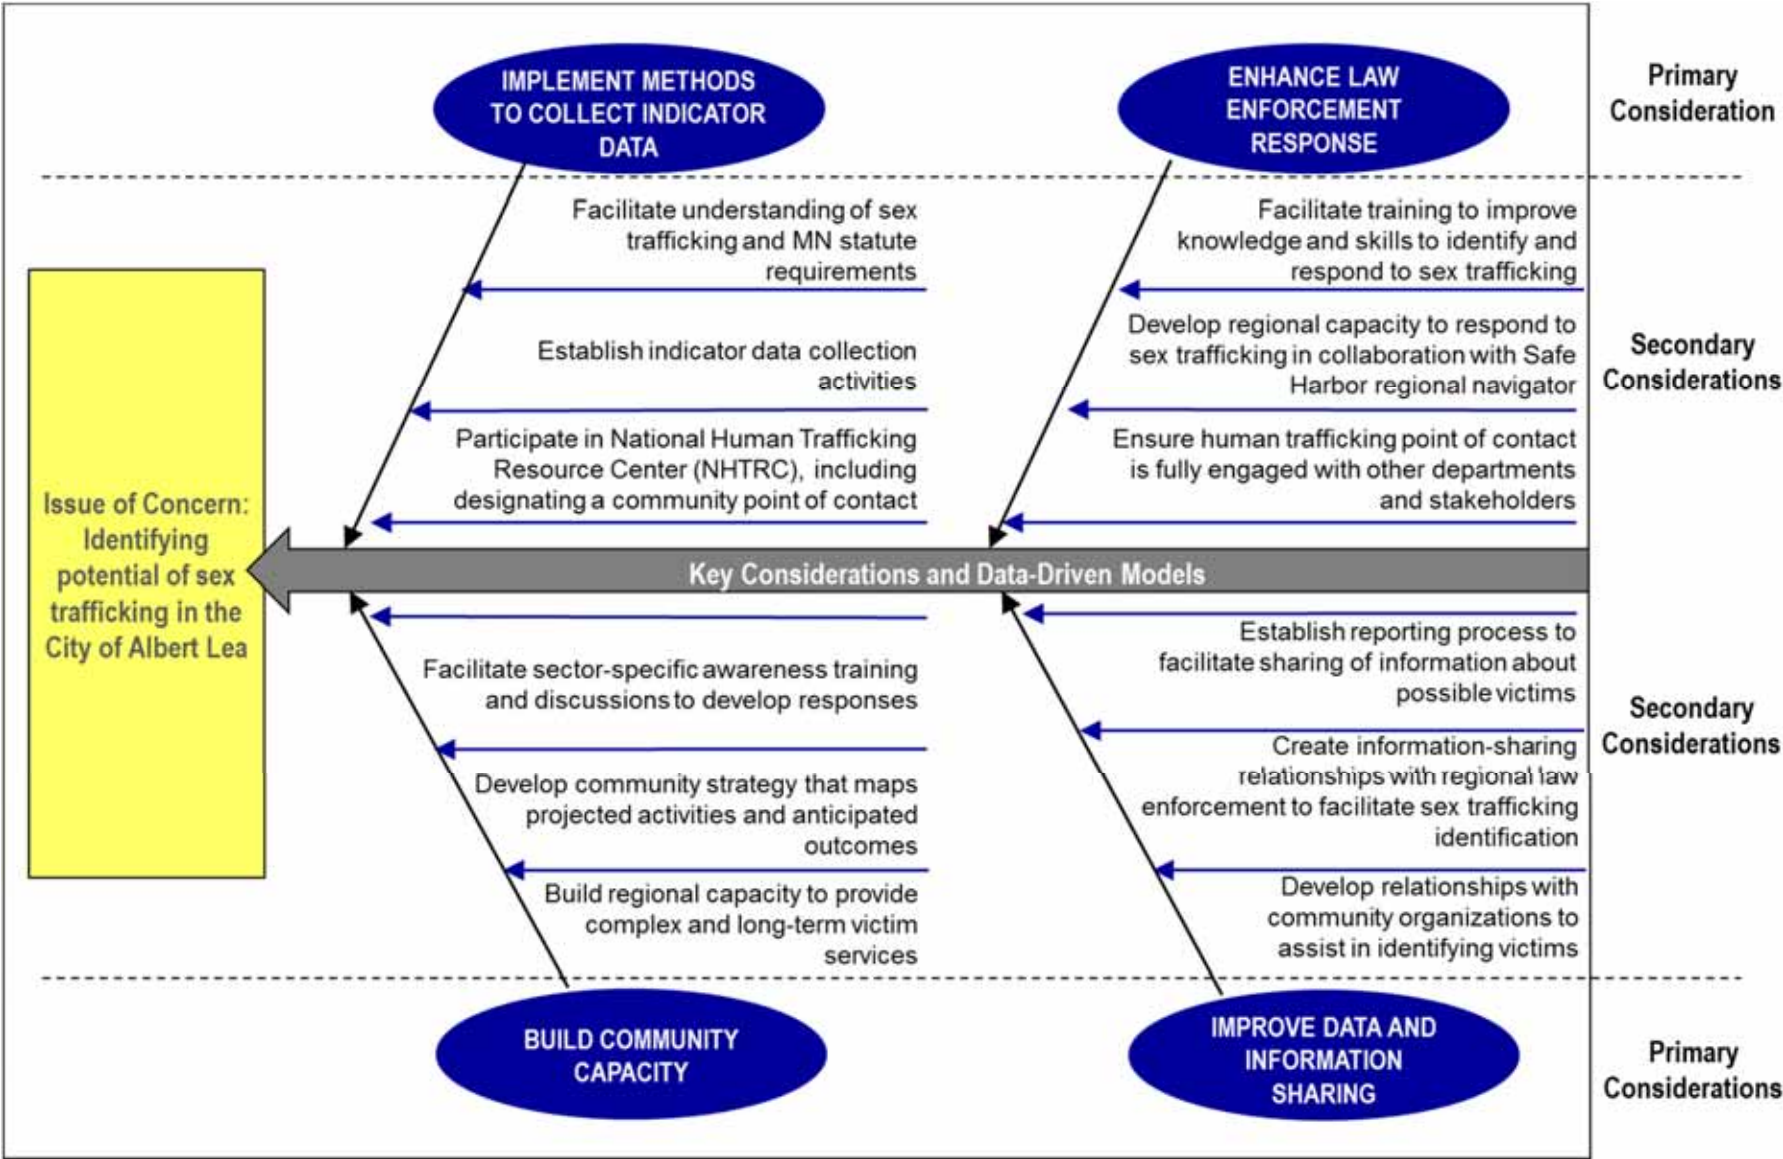 IMPLEMENT METHODS
TO COLLECT INDICATOR
DATA
ENHANCE LAW
ENFORCEMENT
RESPONSE
Primary
Consideration
Facilitate understanding of sex
trafficking and MN statute
requirements
Establish indicator data collection
activities
Participate in National Human Trafficking
Resource Center (NHTRC), including
designating a community point of contact
Facilitate training to improve
knowledge and skills to identify and
respond to sex trafficking
Develop regional capacity to respond to
sex trafficking in collaboration with Safe
Harbor regional navigator
Ensure human trafficking point of contact
is fully engaged with other departments
and stakeholders
Secondary
Considerations
Issue of Concern:
Identifying
potential of sex
trafficking in the
City of Albert Lea
Key Considerations and Data-Driven Models
Facilitate sector-specific awareness training
and discussions to develop responses
Develop community strategy that maps
projected activities and anticipated
outcomes
Build regional capacity to provide
complex and long-term victim
services
Establish reporting process to
facilitate sharing of information about
possible victims
Create information-sharing
relationships with regional law
enforcement to facilitate sex trafficking
identification
Develop relationships with
community organizations to
assist in identifying victims
Secondary
Considerations
BUILD COMMUNITY
CAPACITY
IMPROVE DATA AND
INFORMATION
SHARING
Primary
Considerations